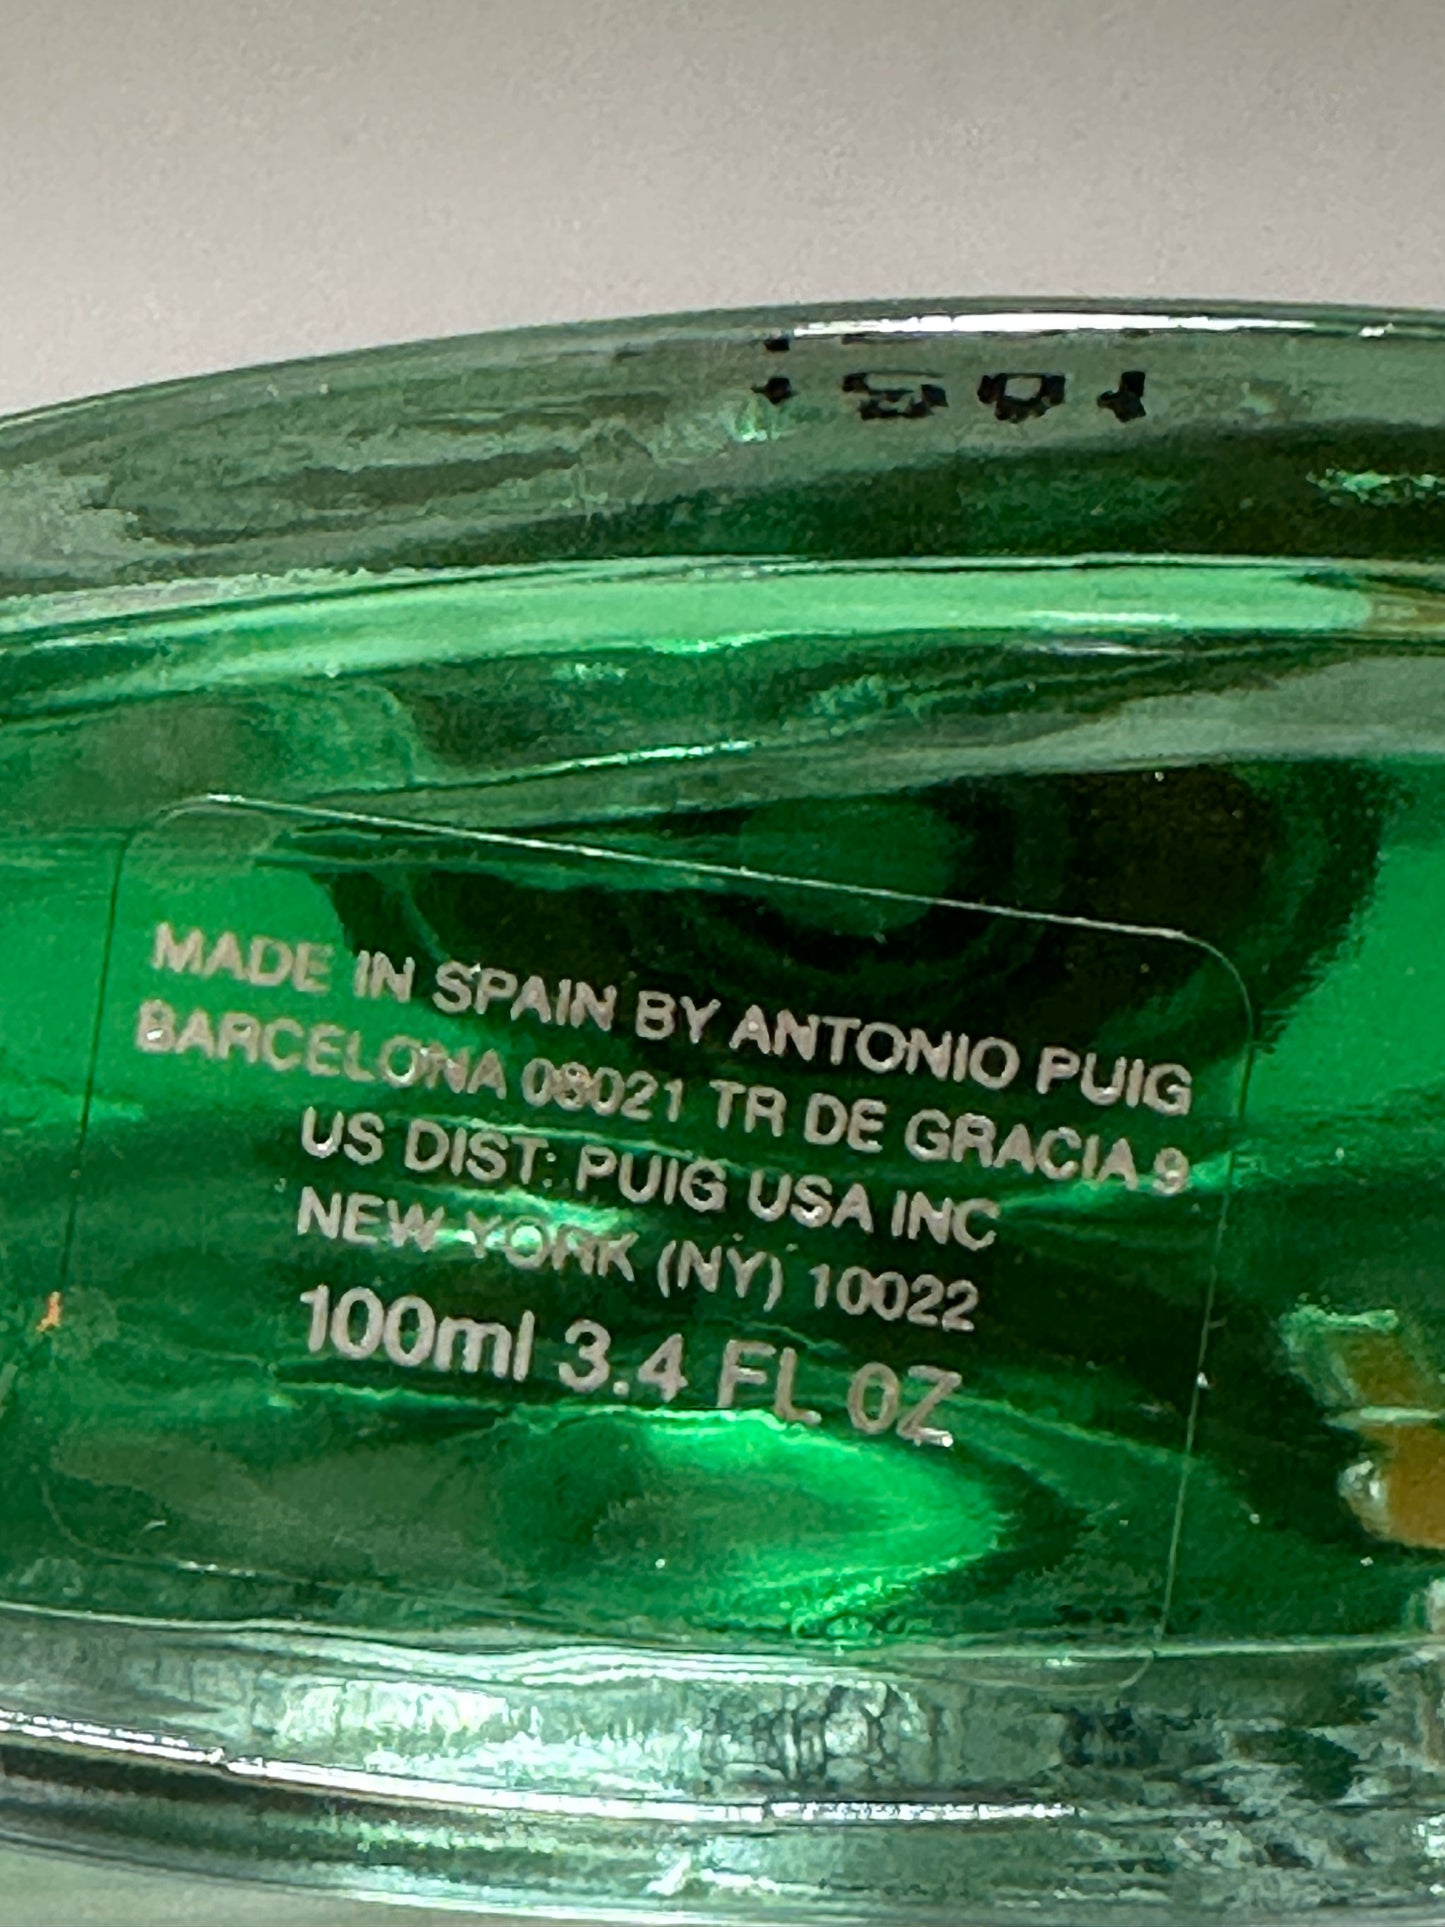 MADE IN SPAIN BY ANTONIO PUIG
BARCELONA 08021 TR DE GRACIA 9
US DIST: PUIG USA INC
NEW YORK (NY) 10022
100ml 3.4 FL OZ